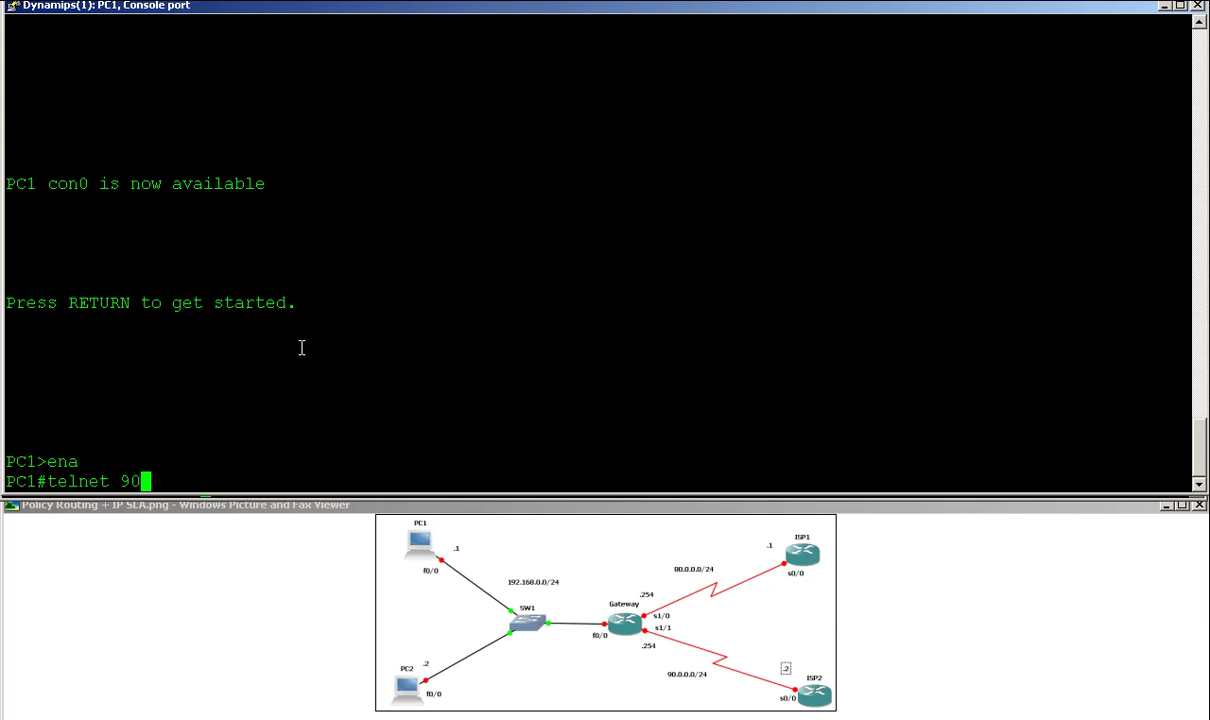 Dynamips(1): PC1, Console port
PC1 con0 is now available
Press RETURN to get started.
PC1>ena
PC1#telnet 90
Policy Routing + IP SLA.png - Windows Picture and Fax Viewer
PC1
.1
f0/0
192.168.0.0/24
SW1
PC2
.2
f0/0
f0/0
Gateway
.254
s1/0
s1/1
.254
80.0.0.0/24
.1
ISP1
s0/0
90.0.0.0/24
.2
ISP2
s0/0